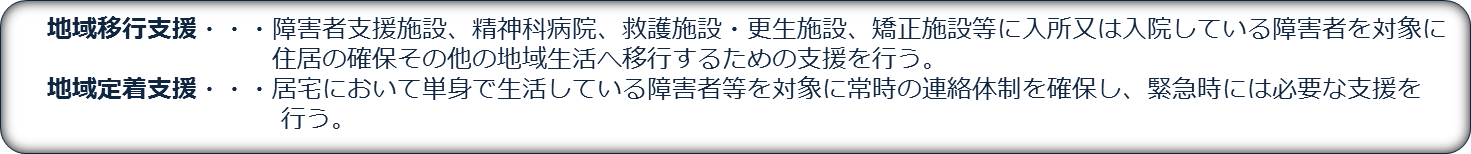 地域移行支援・・・障害者支援施設、精神科病院、救護施設・更生施設、矯正施設等に入所又は入院している障害者を対象に
住居の確保その他の地域生活へ移行するための支援を行う。
地域定着支援・・・居宅において単身で生活している障害者等を対象に常時の連絡体制を確保し、緊急時には必要な支援を
行う。